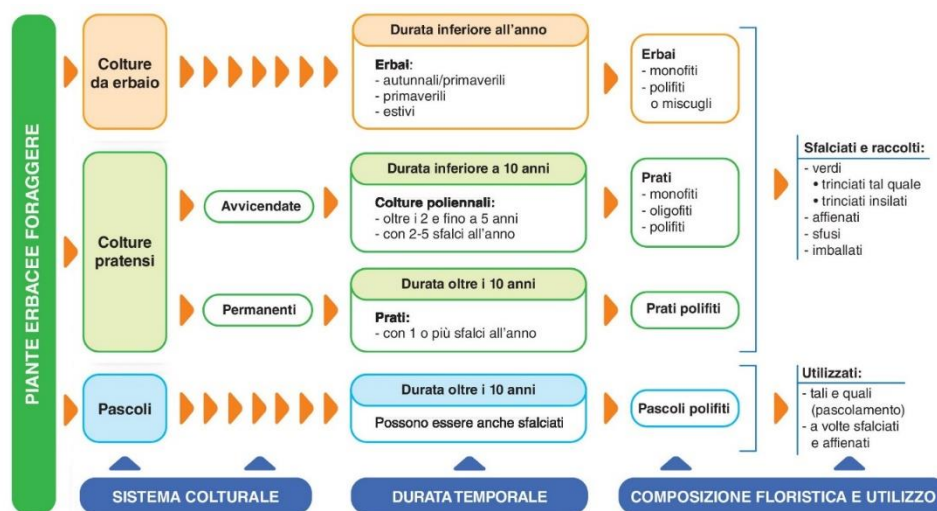 PIANTE ERBACEE FORAGGERE
Colture
da erbaio
Durata inferiore all'anno
Erbai:
- autunnali/primaverili
- primaverili
- estivi
Erbai
- monofiti
- polifiti
o miscugli
Colture
pratensi
Avvicendate
Durata inferiore a 10 anni
Colture poliennali:
- oltre i 2 e fino a 5 anni
- con 2-5 sfalci all'anno
Prati
- monofiti
- oligofiti
- polifiti
Permanenti
Durata oltre i 10 anni
Prati:
- con 1 o più sfalci all'anno
Prati polifiti
Sfalciati e raccolti:
- verdi
• trinciati tal quale
• trinciati insilati
- affienati
- sfusi
- imballati
Pascoli
Durata oltre i 10 anni
Possono essere anche sfalciati
Pascoli polifiti
Utilizzati:
- tali e quali
(pascolamento)
- a volte sfalciati
e affienati
SISTEMA COLTURALE
DURATA TEMPORALE
COMPOSIZIONE FLORISTICA E UTILIZZO